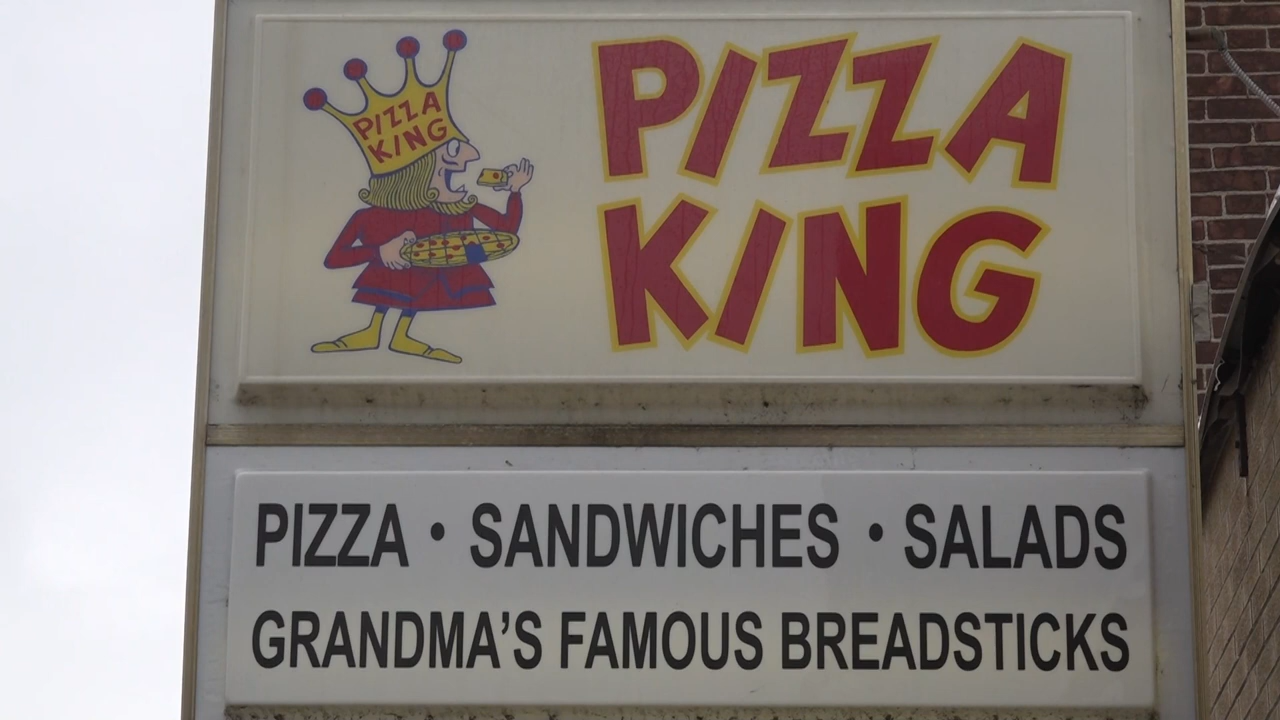 PIZZA
KING
PIZZA
KING
PIZZA • SANDWICHES • SALADS
GRANDMA'S FAMOUS BREADSTICKS